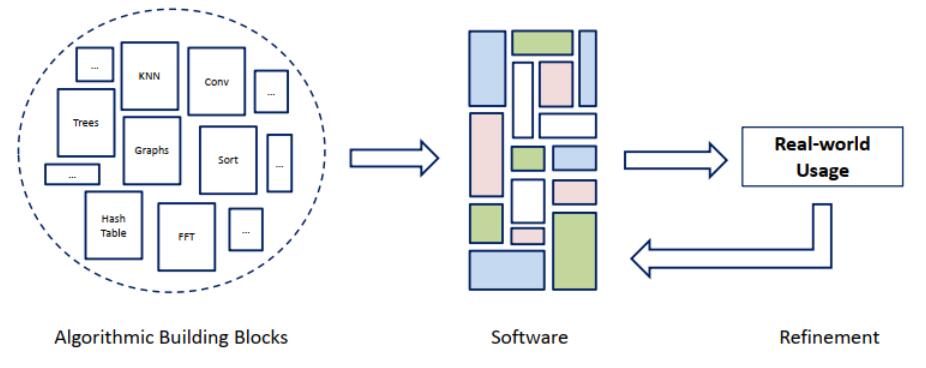 ...
KNN
Conv
...
Trees
Graphs
Sort
...
...
Hash
Table
FFT
...
Real-world
Usage
Algorithmic Building Blocks
Software
Refinement